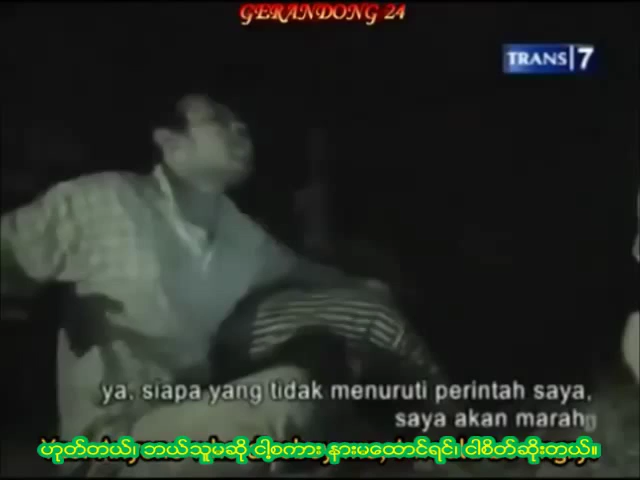 GERANDONG 24
TRANS|7
ya, siapa yang tidak menuruti perintah saya,
saya akan marah
ဟုတ်တယ်၊ ဘယ်သူမဆို ငါ့စကား နားမထောင်ရင်၊ ငါစိတ်ဆိုးတယ်။